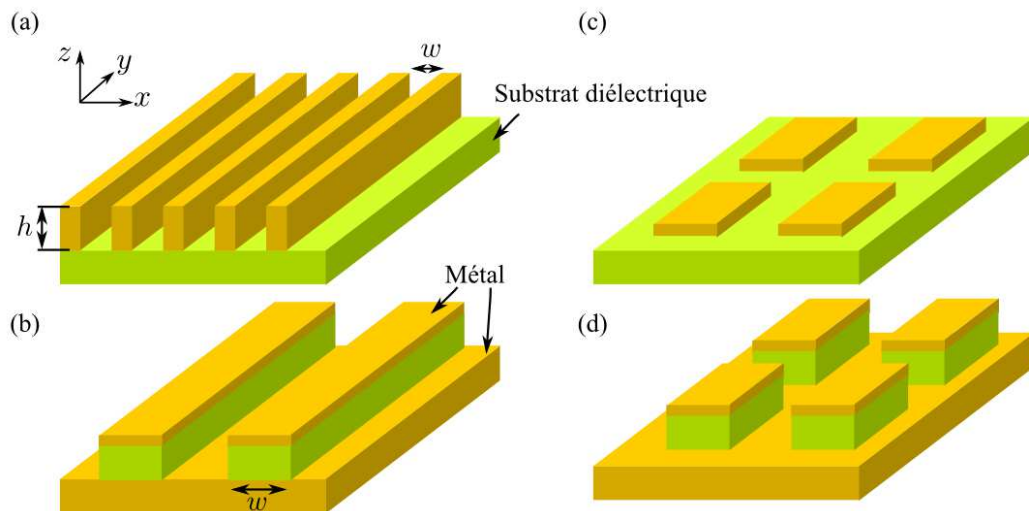 (a)
z
y
x
w
h
Substrat diélectrique
(c)
(b)
Métal
w
(d)